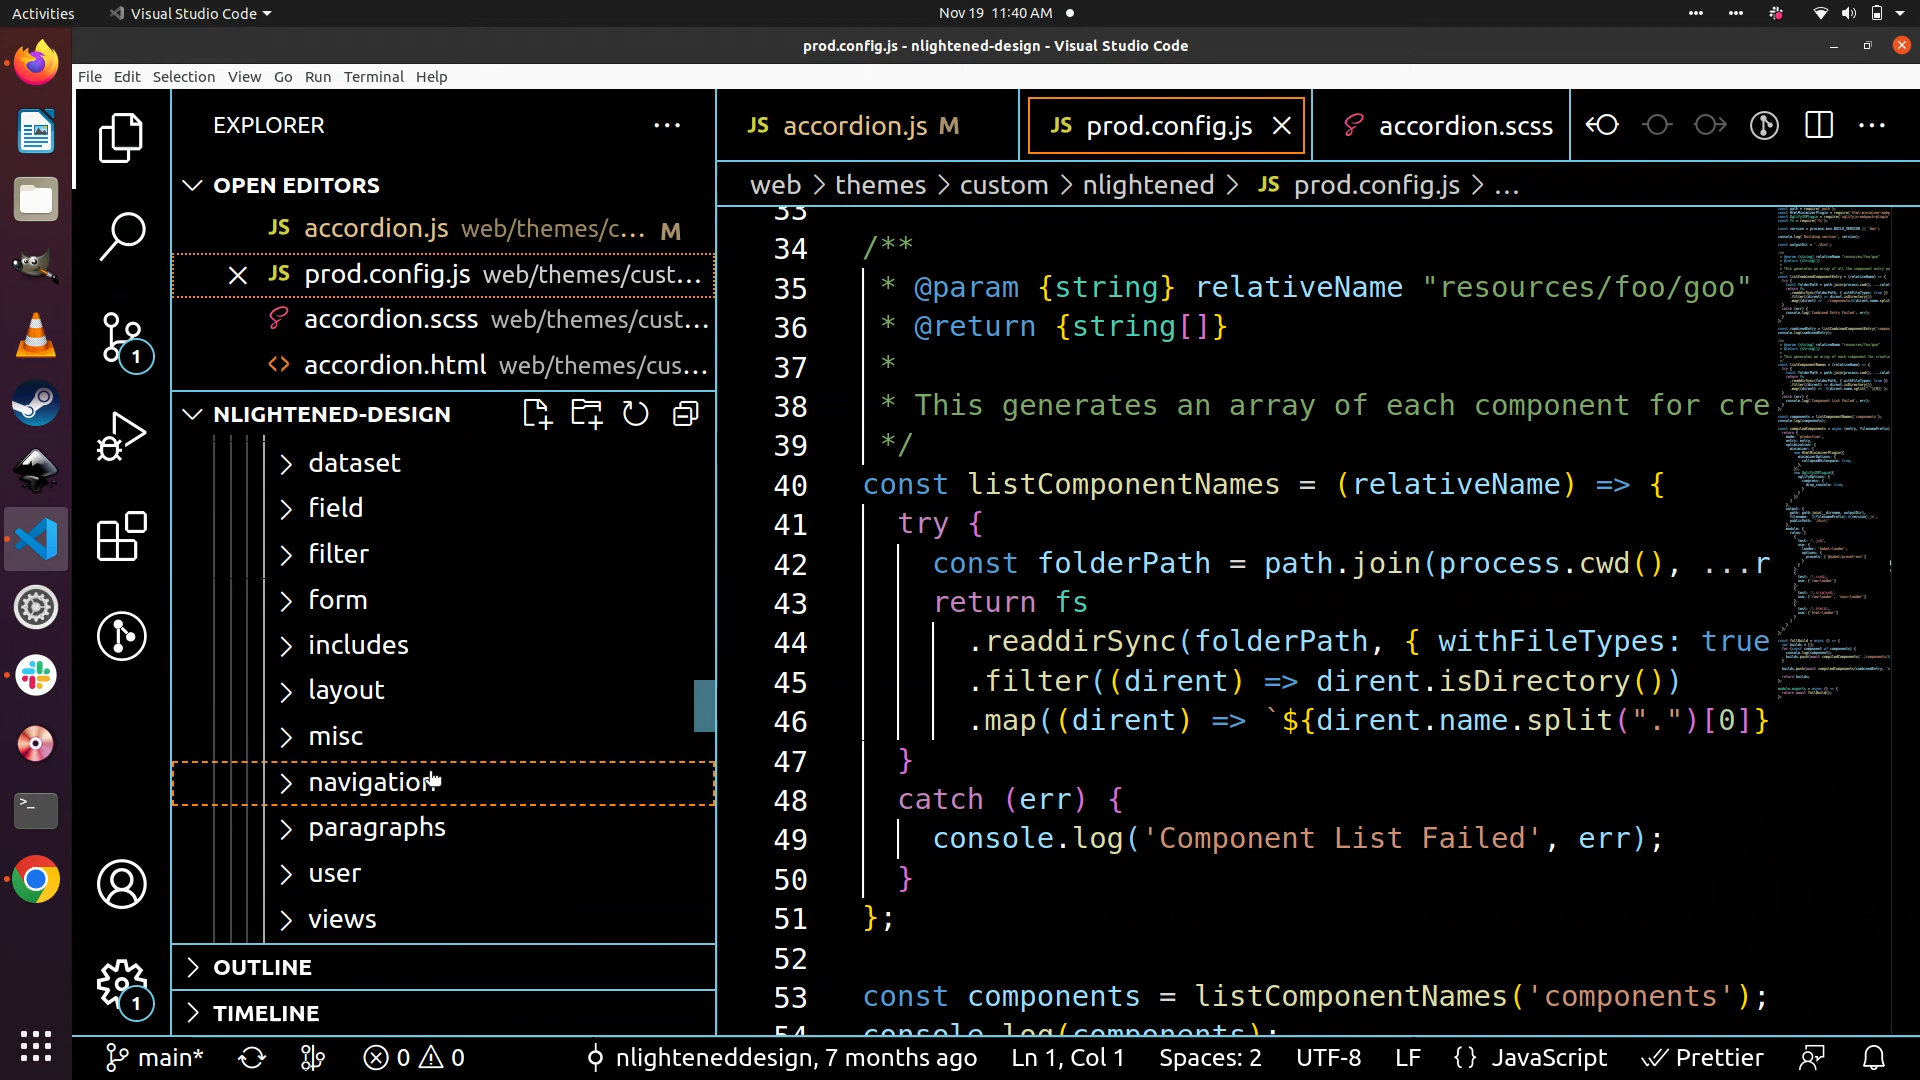 Activities
Visual Studio Code
Nov 19 11:40 AM
prod.config.js - nlightened-design - Visual Studio Code
File Edit Selection View Go Run Terminal Help
EXPLORER
OPEN EDITORS
JS accordion.js web/themes/c... M
JS prod.config.js web/themes/cust...
accordion.scss web/themes/cust...
accordion.html web/themes/cus...
NLIGHTENED-DESIGN
dataset
field
filter
form
includes
layout
misc
navigation
paragraphs
user
views
OUTLINE
TIMELINE
1
1
JS accordion.js M
JS prod.config.js
accordion.scss
web > themes > custom > nlightened > JS prod.config.js > ...
33
34 /**
35 * @param {string} relativeName "resources/foo/goo"
36 * @return {string[]}
37 *
38 * This generates an array of each component for cre
39 */
40 const listComponentNames = (relativeName) => {
41 try {
42 const folderPath = path.join(process.cwd(), ...r
43 return fs
44 .readdirSync(folderPath, { withFileTypes: true
45 .filter((dirent) => dirent.isDirectory())
46 .map((dirent) => `${dirent.name.split(".")[0]}
47 }
48 catch (err) {
49 console.log('Component List Failed', err);
50 }
51 };
52
53 const components = listComponentNames('components');
54 console.log(components);
main* 0 0 nlighteneddesign, 7 months ago Ln 1, Col 1 Spaces: 2 UTF-8 LF {} JavaScript Prettier